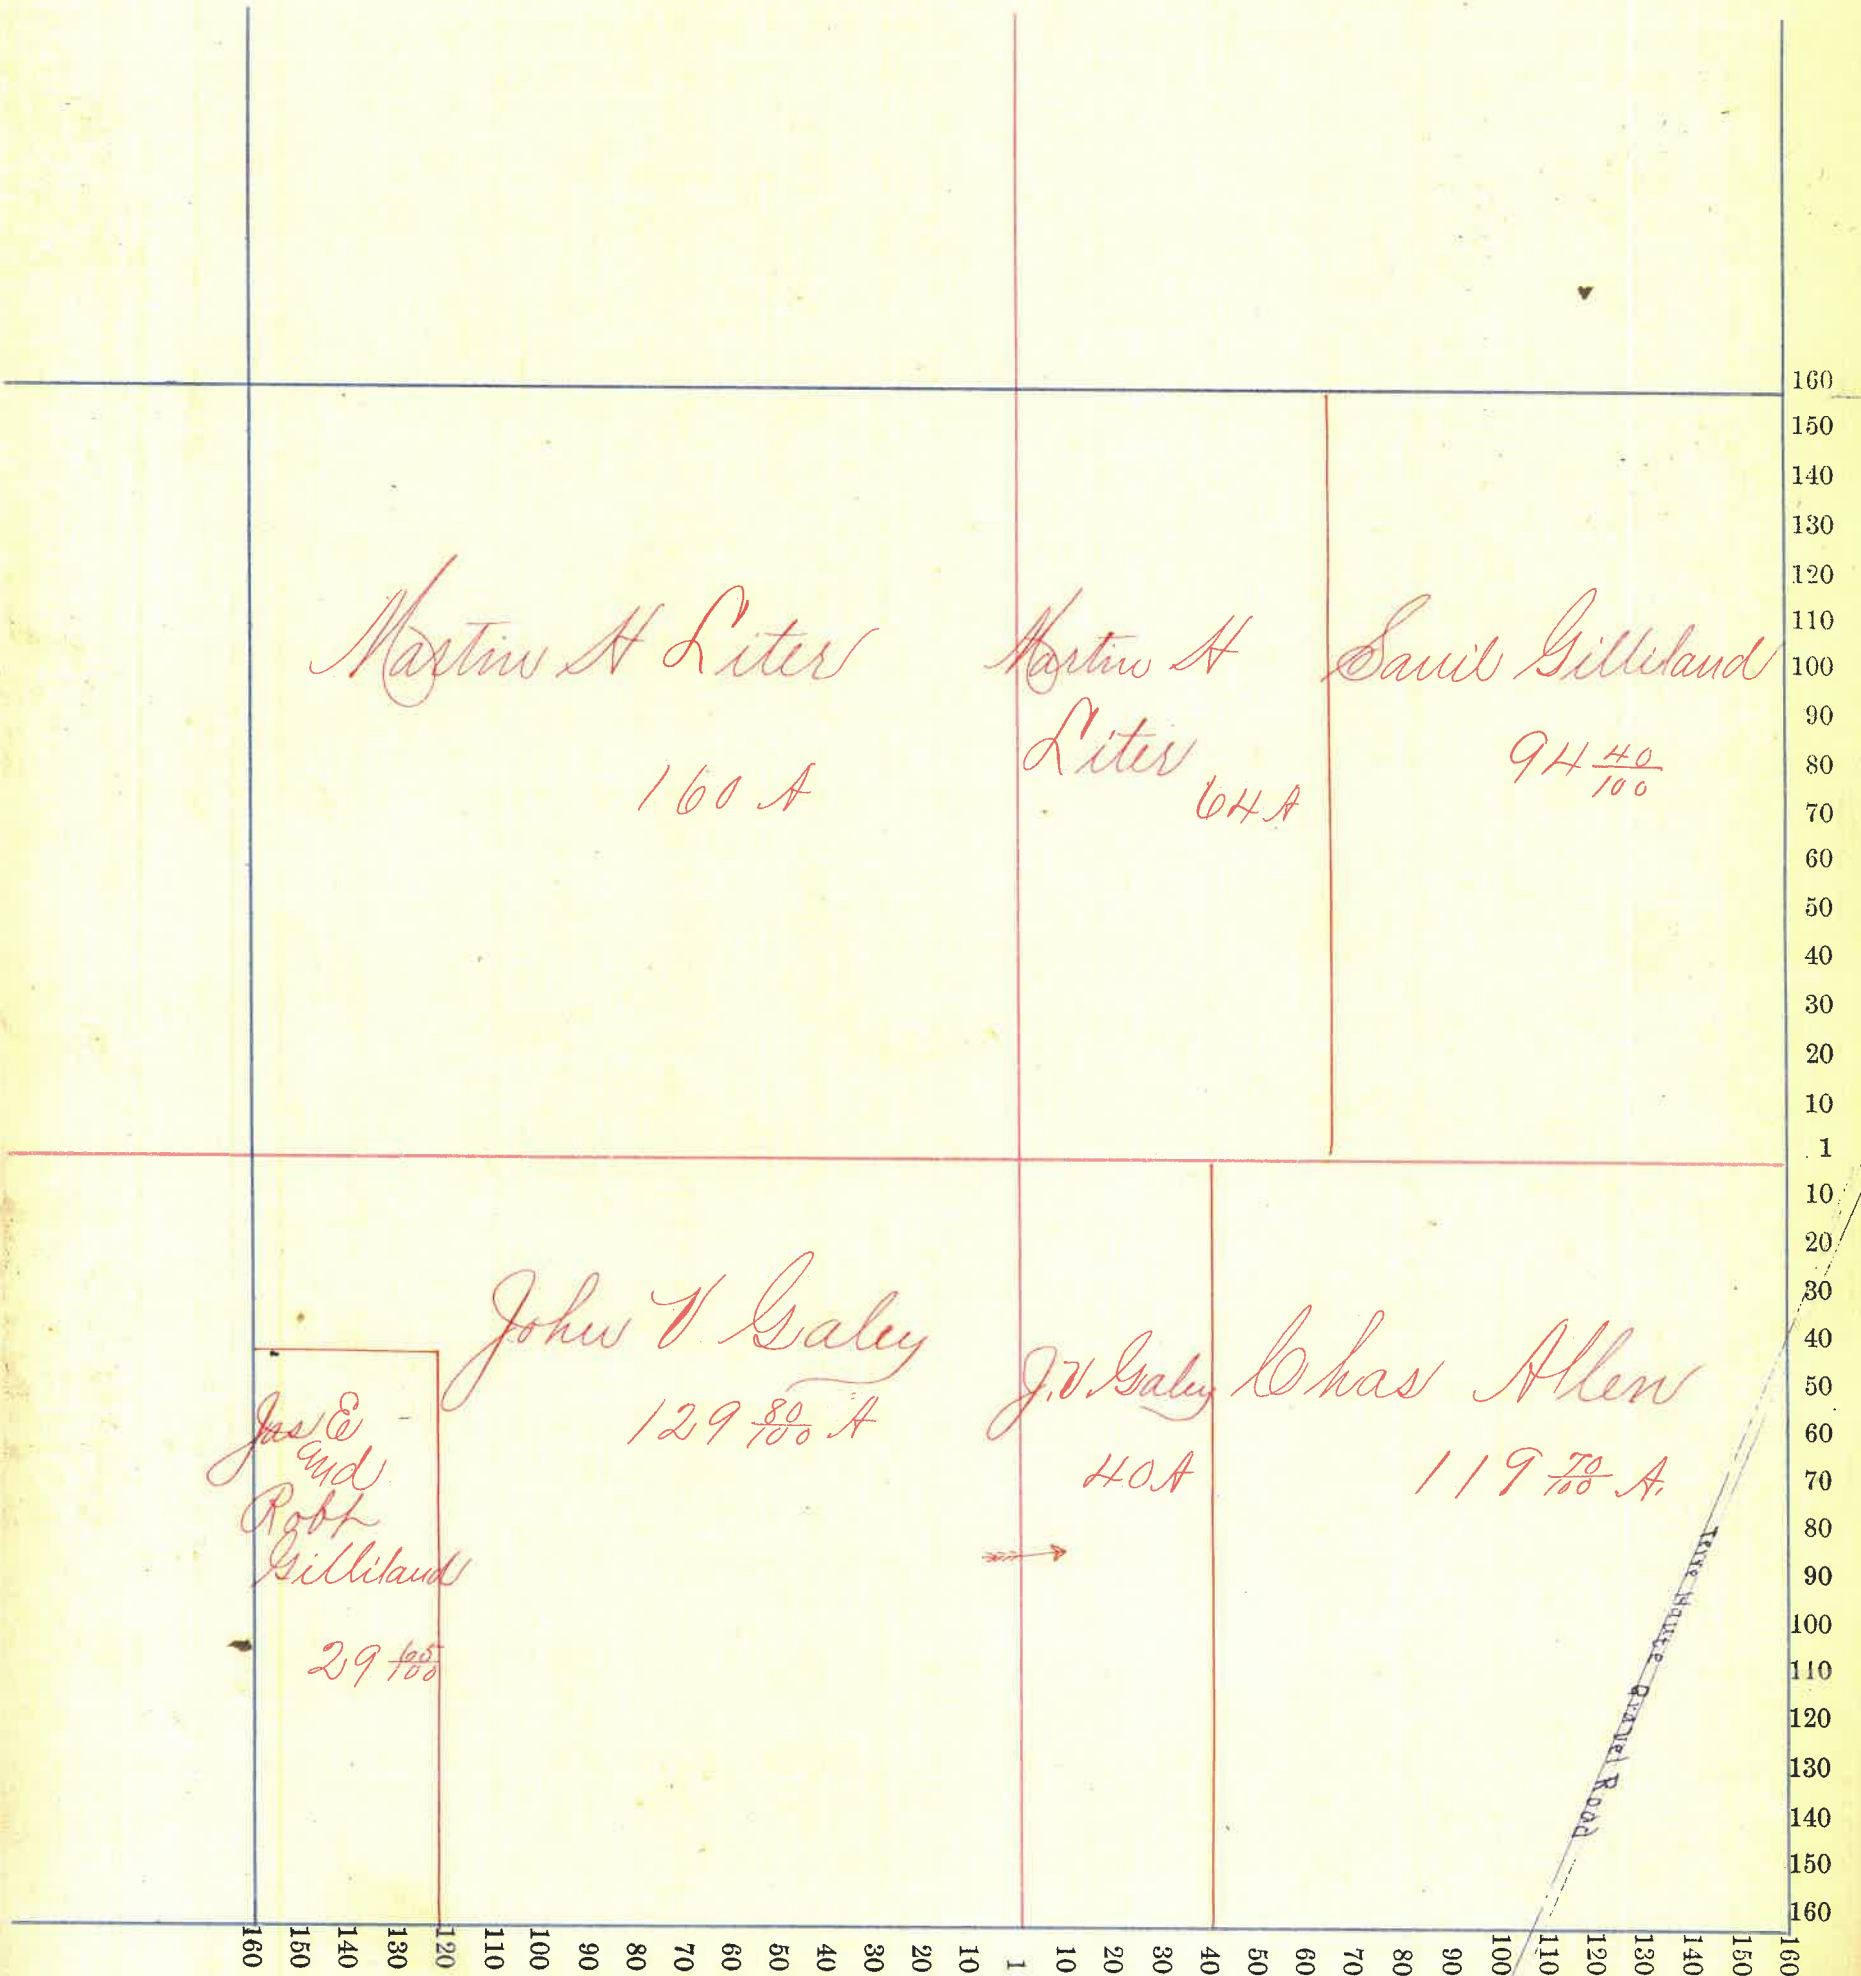 Martin H Liter
160 A
Martin H
Liter
64 A
Gilliland
94 40/100
John V Galey
129 80/100 A
J. V. Galey
40 A
Chas Allen
119 70/100 A.
Jas E
and
Robt
Gilliland
29 65/100
Terre Haute Gravel Road
160
150
140
130
120
110
100
90
80
70
60
50
40
30
20
10
1
10
20
30
40
50
60
70
80
90
100
110
120
130
140
150
160
160 150 140 130 120 110 100 90 80 70 60 50 40 30 20 10 1 10 20 30 40 50 60 70 80 90 100 110 120 130 140 150 160